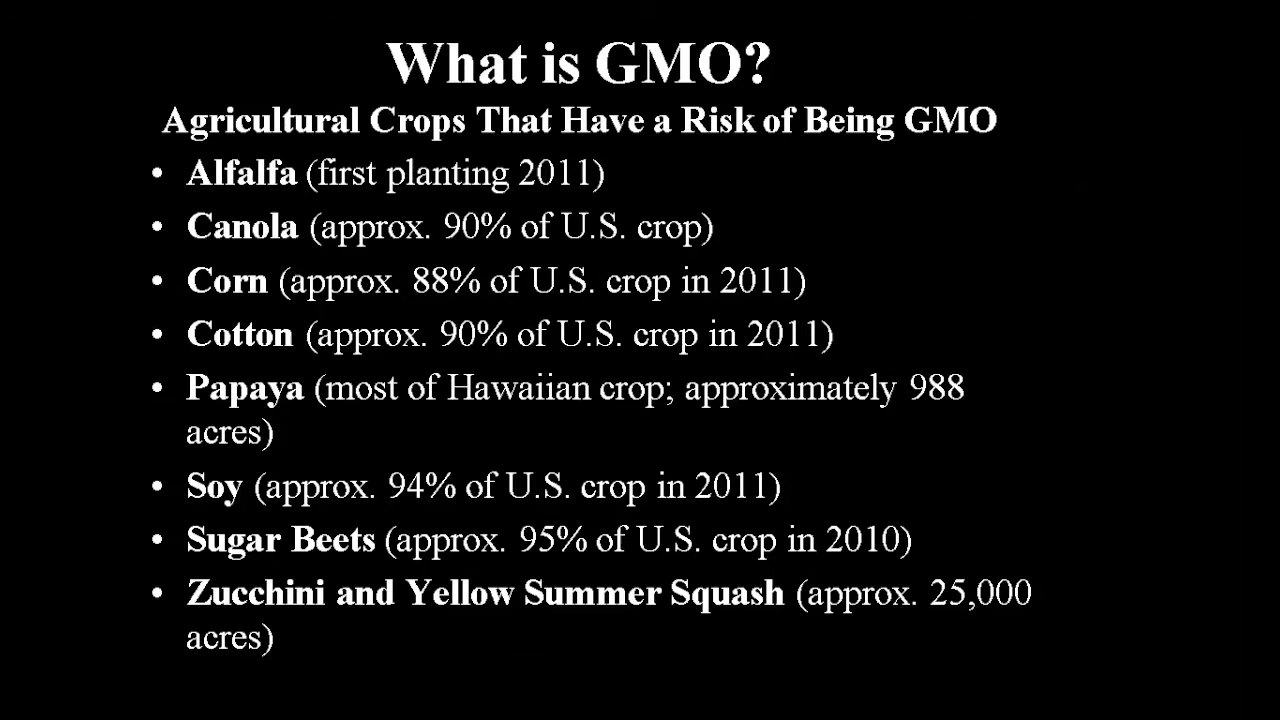 What is GMO?
Agricultural Crops That Have a Risk of Being GMO
• Alfalfa (first planting 2011)
• Canola (approx. 90% of U.S. crop)
• Corn (approx. 88% of U.S. crop in 2011)
• Cotton (approx. 90% of U.S. crop in 2011)
• Papaya (most of Hawaiian crop; approximately 988
acres)
• Soy (approx. 94% of U.S. crop in 2011)
• Sugar Beets (approx. 95% of U.S. crop in 2010)
• Zucchini and Yellow Summer Squash (approx. 25,000
acres)